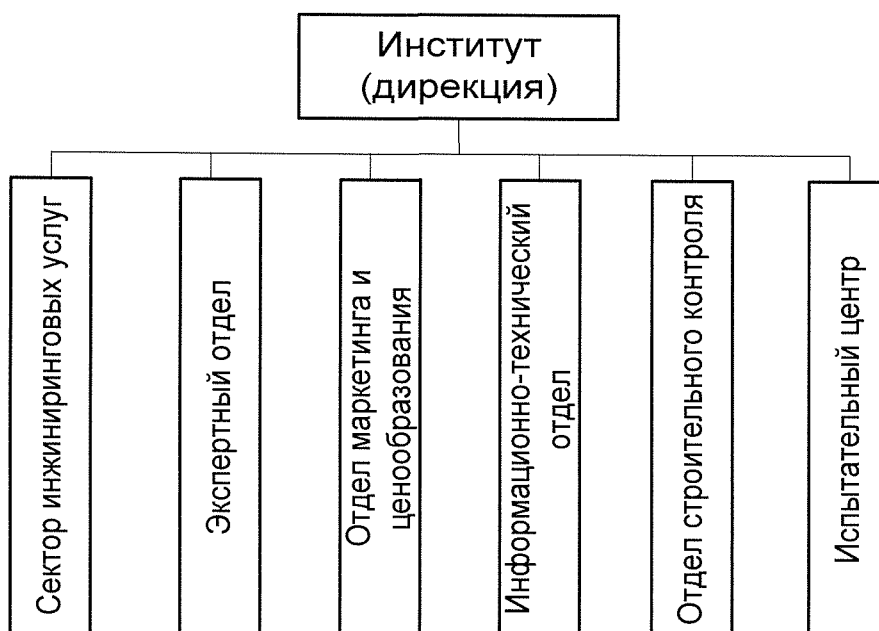 Институт
(дирекция)
Сектор инжиниринговых услуг
Экспертный отдел
Отдел маркетинга и
ценообразования
Информационно-технический
отдел
Отдел строительного контроля
Испытательный центр